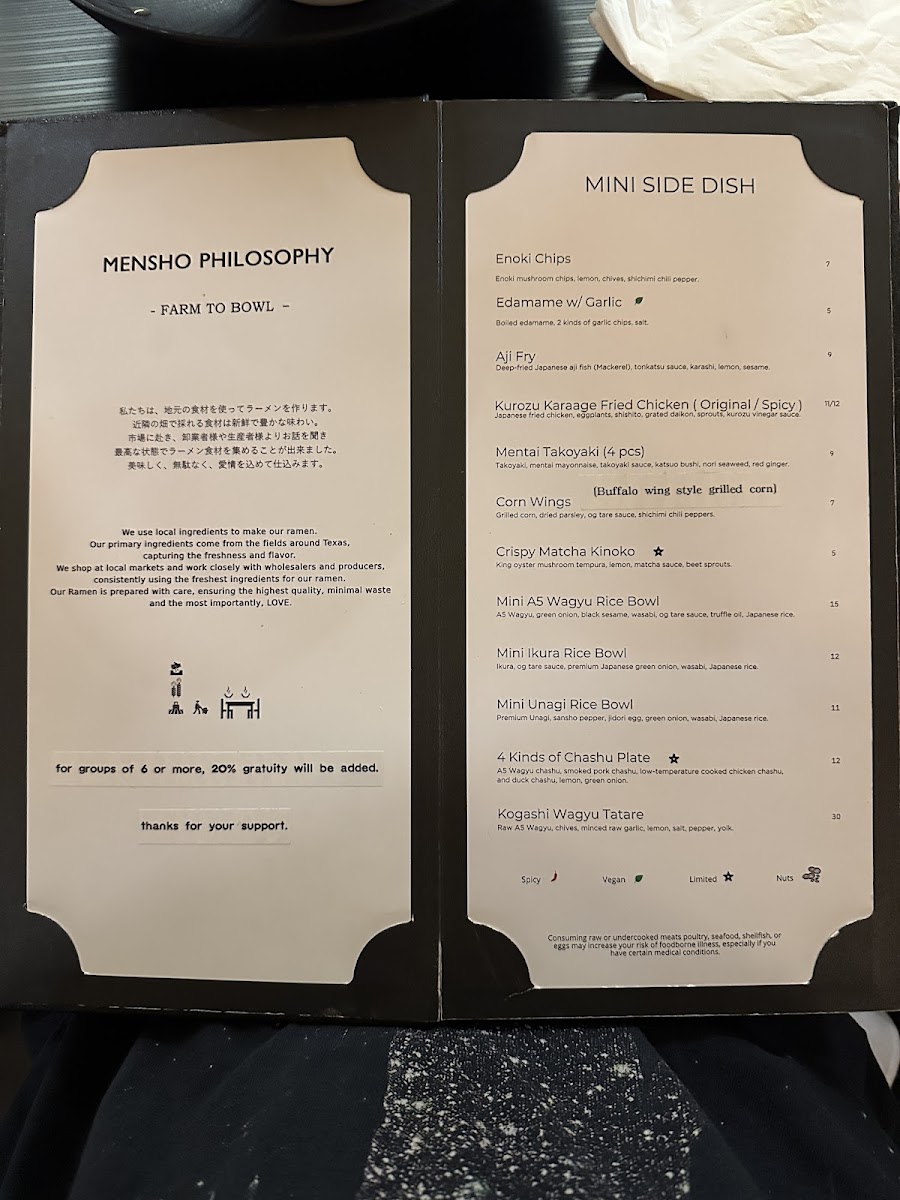 MENSHO PHILOSOPHY
- FARM TO BOWL -
私たちは、地元の食材を使ってラーメンを作ります。
近隣の畑で採れる食材は新鮮で豊かな味わい。
市場に赴き、卸業者様や生産者様よりお話を聞き
最高な状態でラーメン食材を集めることが出来ました。
美味しく、無駄なく、愛情を込めて仕込みます。
We use local ingredients to make our ramen.
Our primary ingredients come from the fields around Texas,
capturing the freshness and flavor.
We shop at local markets and work closely with wholesalers and producers,
consistently using the freshest ingredients for our ramen.
Our Ramen is prepared with care, ensuring the highest quality, minimal waste
and the most importantly, LOVE.
for groups of 6 or more, 20% gratuity will be added.
thanks for your support.
MINI SIDE DISH
Enoki Chips 7
Enoki mushroom chips, lemon, chives, shichimi chili pepper.
Edamame w/ Garlic 5
Boiled edamame, 2 kinds of garlic chips, salt.
Aji Fry 9
Deep-fried Japanese aji fish (Mackerel), tonkatsu sauce, karashi, lemon, sesame.
Kurozu Karaage Fried Chicken ( Original / Spicy ) 11/12
Japanese fried chicken, eggplants, shishito, grated daikon, sprouts, kurozu vinegar sauce.
Mentai Takoyaki (4 pcs) 9
Takoyaki, mentai mayonnaise, takoyaki sauce, katsuo bushi, nori seaweed, red ginger.
Corn Wings (Buffalo wing style grilled corn) 7
Grilled corn, dried parsley, og tare sauce, shichimi chili peppers.
Crispy Matcha Kinoko 5
King oyster mushroom tempura, lemon, matcha sauce, beet sprouts.
Mini A5 Wagyu Rice Bowl 15
A5 Wagyu, green onion, black sesame, wasabi, og tare sauce, truffle oil, Japanese rice.
Mini Ikura Rice Bowl 12
Ikura, og tare sauce, premium Japanese green onion, wasabi, Japanese rice.
Mini Unagi Rice Bowl 11
Premium Unagi, sansho pepper, jidori egg, green onion, wasabi, Japanese rice.
4 Kinds of Chashu Plate 12
A5 Wagyu chashu, smoked pork chashu, low-temperature cooked chicken chashu,
and duck chashu, lemon, green onion.
Kogashi Wagyu Tatare 30
Raw A5 Wagyu, chives, minced raw garlic, lemon, salt, pepper, yolk.
Spicy Vegan Limited Nuts
Consuming raw or undercooked meats poultry, seafood, shellfish, or
eggs may increase your risk of foodborne illness, especially if you
have certain medical conditions.